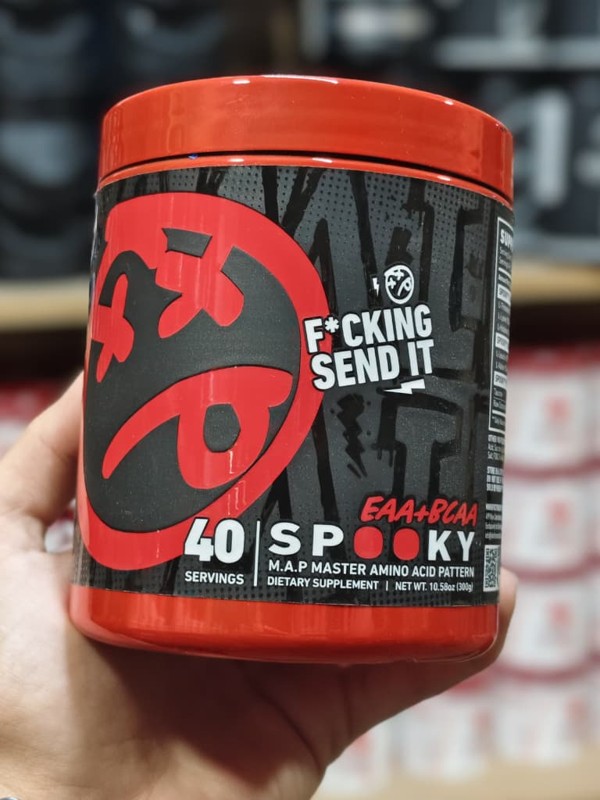 F*CKING
SEND IT
EAA+BCAA
40
SERVINGS
SPOOKY
M.A.P MASTER AMINO ACID PATTERN
DIETARY SUPPLEMENT | NET WT. 10.58oz (300g)